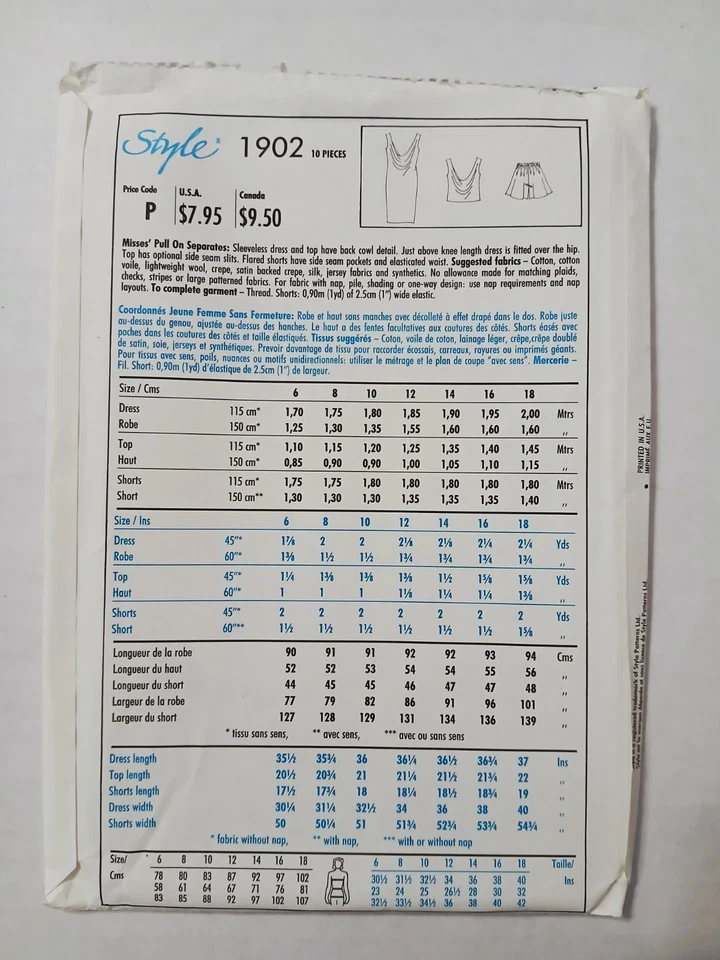 Style 1902 10 PIECES
Price Code U.S.A. Canada
P $7.95 $9.50
Misses' Pull On Separates: Sleeveless dress and top have back cowl detail. Just above knee length dress is fitted over the hip.
Top has optional side seam slits. Flared shorts have side seam pockets and elasticated waist. Suggested fabrics – Cotton, cotton
voile, lightweight wool, crepe, satin backed crepe, silk, jersey fabrics and synthetics. No allowance made for matching plaids,
checks, stripes or large patterned fabrics. For fabric with nap, pile, shading or one-way design: use nap requirements and nap
layouts. To complete garment – Thread. Shorts: 0,90m (1yd) of 2.5cm (1") wide elastic.
Coordonnés Jeune Femme Sans Fermeture: Robe et haut sans manches avec décolleté à effet drapé dans le dos. Robe juste
au-dessus du genou, ajustée au-dessus des hanches. Le haut a des fentes facultatives aux coutures des côtés. Shorts évasés avec
poches dans les coutures des côtés et taille élastiqués. Tissus suggérés – Coton, voile de coton, lainage léger, crêpe,crêpe doublé
de satin, soie, jerseys et synthétiques. Prevoir davantage de tissu pour raccorder écossais, carreaux, rayures ou imprimés géants.
Pour tissus avec sens, poils, nuances ou motifs unidirectionnels: utiliser le métrage et le plan de coupe "avec sens". Mercerie –
Fil. Short: 0,90m (1yd) d'élastique de 2.5cm (1") de largeur.
Size / Cms 6 8 10 12 14 16 18
Dress 115 cm* 1,70 1,75 1,80 1,85 1,90 1,95 2,00 Mtrs
Robe 150 cm* 1,25 1,30 1,35 1,55 1,60 1,60 1,60 ,,
Top 115 cm* 1,10 1,15 1,20 1,25 1,35 1,40 1,45 Mtrs
Haut 150 cm* 0,85 0,90 0,90 1,00 1,05 1,10 1,15 ,,
Shorts 115 cm* 1,75 1,75 1,80 1,80 1,80 1,80 1,80 Mtrs
Short 150 cm** 1,30 1,30 1,30 1,35 1,35 1,35 1,40 ,,
Size / Ins 6 8 10 12 14 16 18
Dress 45"* 1⅞ 2 2 2⅛ 2⅛ 2¼ 2¼ Yds
Robe 60"* 1⅜ 1½ 1½ 1¾ 1¾ 1¾ 1¾ ,,
Top 45"* 1¼ 1⅜ 1⅜ 1⅜ 1½ 1⅝ 1⅝ Yds
Haut 60"* 1 1 1 1⅛ 1¼ 1¼ 1⅜ ,,
Shorts 45"* 2 2 2 2 2 2 2 Yds
Short 60"** 1½ 1½ 1½ 1½ 1½ 1½ 1⅝ ,,
Longueur de la robe 90 91 91 92 92 93 94 Cms
Longueur du haut 52 52 53 54 54 55 56 ,,
Longueur du short 44 45 45 46 47 47 48 ,,
Largeur de la robe 77 79 82 86 91 96 101 ,,
Largeur du short 127 128 129 131 134 136 139 ,,
* tissu sans sens, ** avec sens, *** avec ou sans sens
Dress length 35½ 35¾ 36 36¼ 36½ 36¾ 37 Ins
Top length 20½ 20¾ 21 21¼ 21½ 21¾ 22 ,,
Shorts length 17½ 17¾ 18 18¼ 18½ 18¾ 19 ,,
Dress width 30¼ 31¼ 32½ 34 36 38 40 ,,
Shorts width 50 50¼ 51 51¾ 52¾ 53¾ 54¾ ,,
* fabric without nap, ** with nap, *** with or without nap
Size/ 6 8 10 12 14 16 18 6 8 10 12 14 16 18 Taille/
Cms 78 80 83 87 92 97 102 30½ 31½ 32½ 34 36 38 40 Ins
58 61 64 67 71 76 81 23 24 25 26½ 28 30 32
83 85 88 92 97 102 107 32½ 33½ 34½ 36 38 40 42
PRINTED IN U.S.A.
IMPRIMÉ AUX É.U.